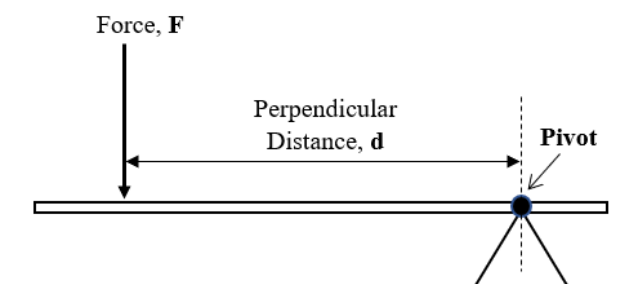 Force, F
Perpendicular
Distance, d
Pivot